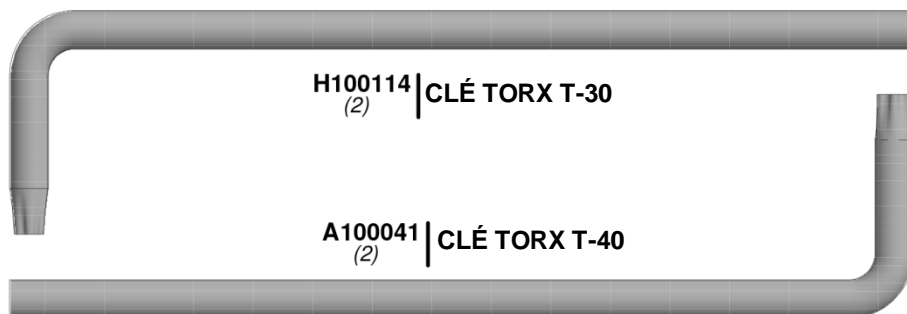 H100114 CLÉ TORX T-30
(2)
A100041 CLÉ TORX T-40
(2)